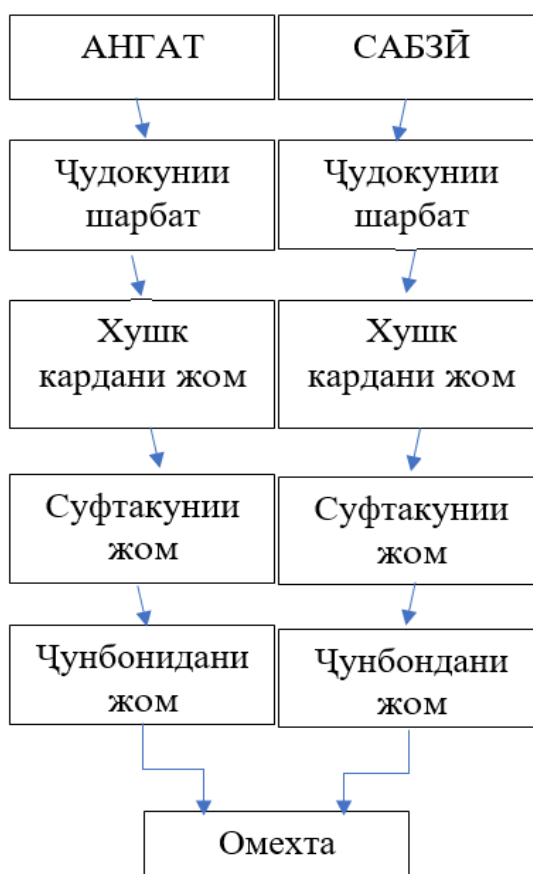 АНГАТ
САБЗӢ
Ҷудокунии
шарбат
Ҷудокунии
шарбат
Хушк
кардани жом
Хушк
кардани жом
Суфтакунии
жом
Суфтакунии
жом
Ҷунбонидани
жом
Ҷунбондани
жом
Омехта